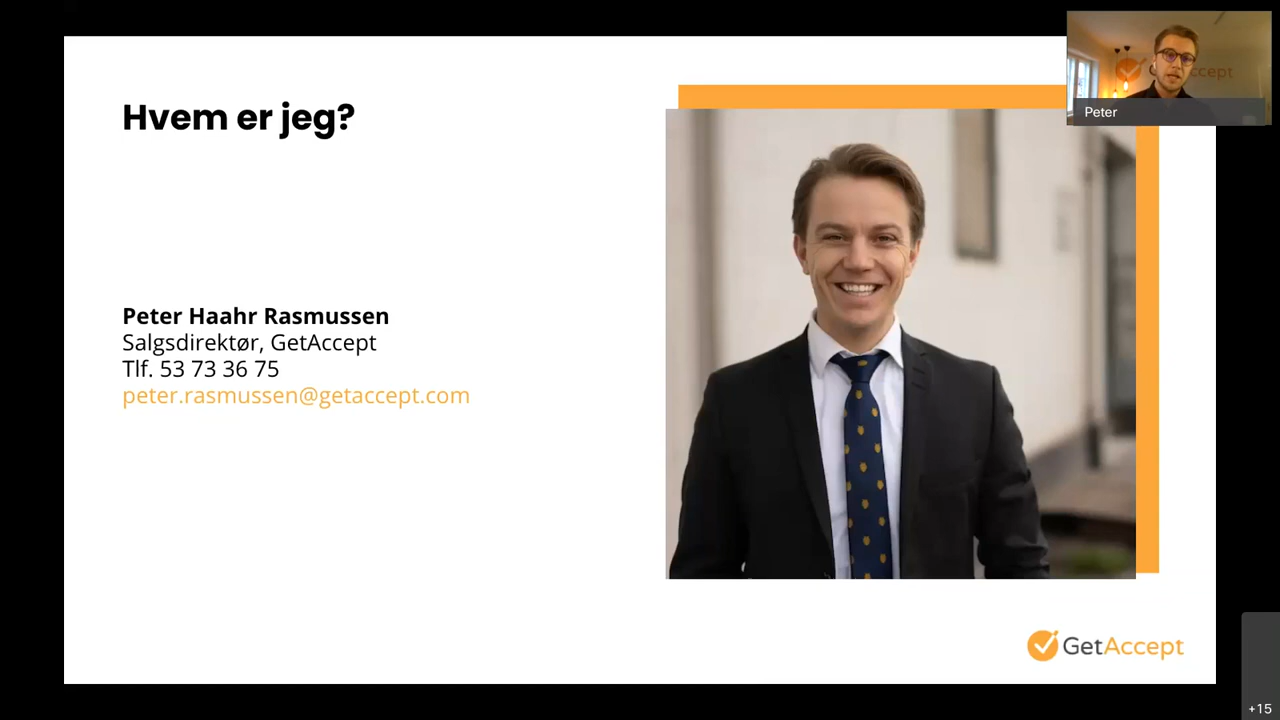 Hvem er jeg?
Peter Haahr Rasmussen
Salgsdirektør, GetAccept
Tlf. 53 73 36 75
peter.rasmussen@getaccept.com
GetAccept
Peter
+15